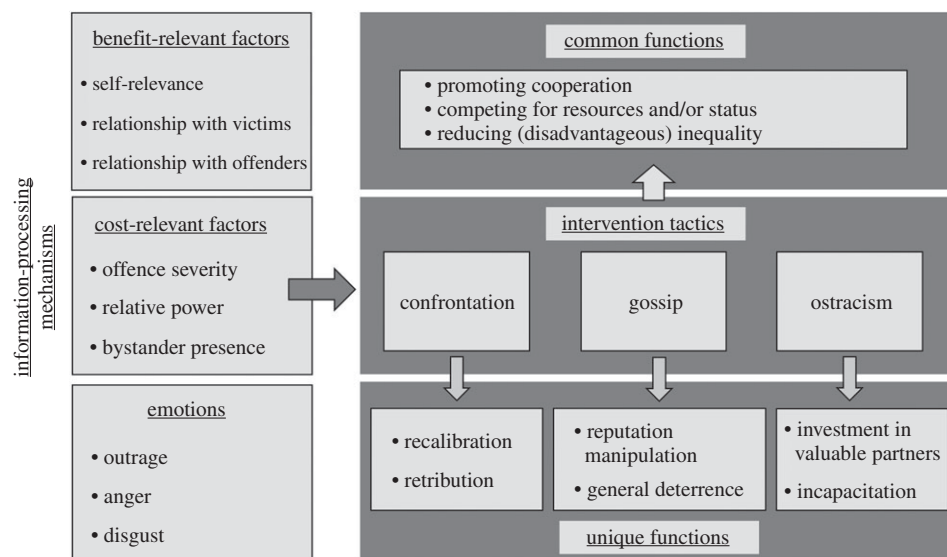 information-processing
mechanisms
benefit-relevant factors
• self-relevance
• relationship with victims
• relationship with offenders
cost-relevant factors
• offence severity
• relative power
• bystander presence
emotions
• outrage
• anger
• disgust
common functions
• promoting cooperation
• competing for resources and/or status
• reducing (disadvantageous) inequality
intervention tactics
confrontation
gossip
ostracism
• recalibration
• retribution
• reputation
manipulation
• general deterrence
• investment in
valuable partners
• incapacitation
unique functions